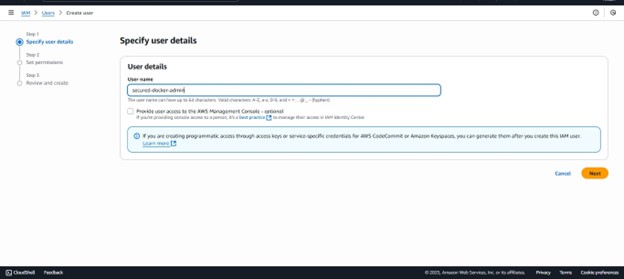 IAM > Users > Create user
Step 1
Specify user details
Step 2
Set permissions
Step 3
Review and create
Specify user details
User details
User name
secured-docker-admin
The user name can have up to 64 characters. Valid characters: A-Z, a-z, 0-9, and + = , . @ _ - (hyphen)
Provide user access to the AWS Management Console - optional
If you're providing console access to a person, it's a best practice to manage their access in IAM Identity Center.
If you are creating programmatic access through access keys or service-specific credentials for AWS CodeCommit or Amazon Keyspaces, you can generate them after you create this IAM user.
Learn more
Cancel Next
CloudShell Feedback © 2025, Amazon Web Services, Inc. or its affiliates. Privacy Terms Cookie preferences